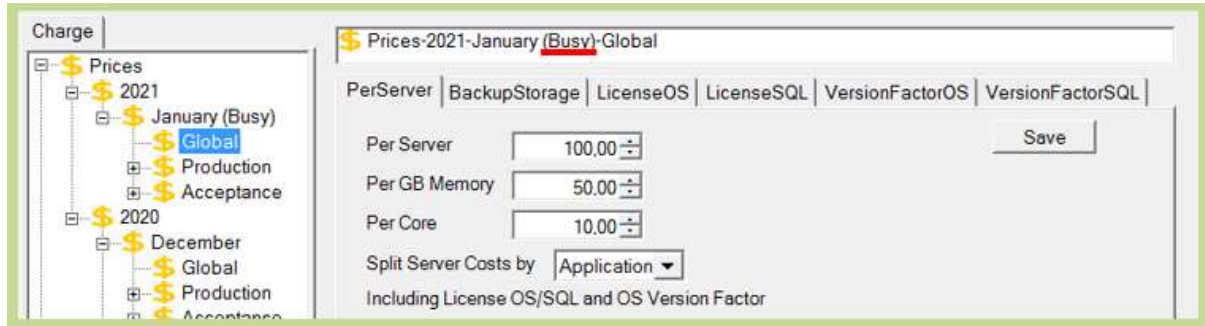 Charge
Prices
2021
January (Busy)
Global
Production
Acceptance
2020
December
Global
Production
Acceptance
Prices-2021-January (Busy)-Global
PerServer BackupStorage LicenseOS LicenseSQL VersionFactorOS VersionFactorSQL
Per Server 100,00
Save
Per GB Memory 50,00
Per Core 10,00
Split Server Costs by Application
Including License OS/SQL and OS Version Factor